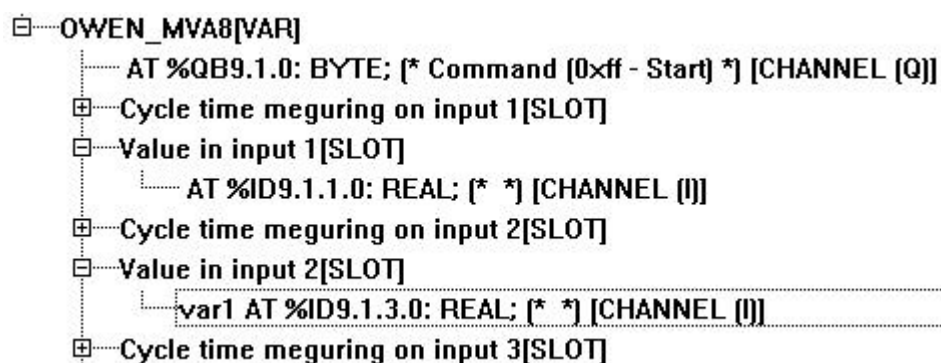 OWEN_MVA8[VAR]
AT %QB9.1.0: BYTE; (* Command (0xff - Start) *) [CHANNEL (Q)]
Cycle time meguring on input 1[SLOT]
Value in input 1[SLOT]
AT %ID9.1.1.0: REAL; (* *) [CHANNEL (I)]
Cycle time meguring on input 2[SLOT]
Value in input 2[SLOT]
var1 AT %ID9.1.3.0: REAL; (* *) [CHANNEL (I)]
Cycle time meguring on input 3[SLOT]